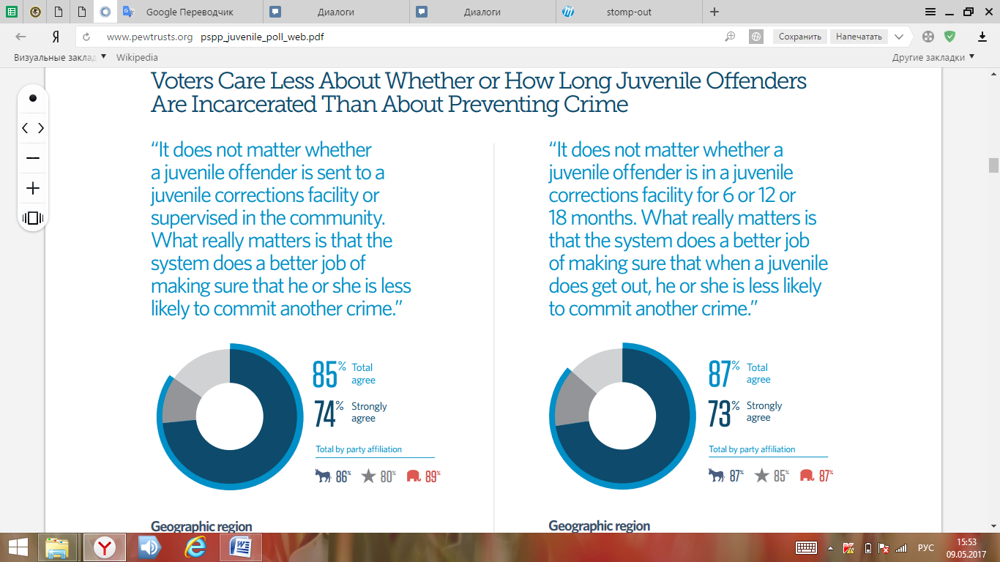 Google Переводчик
Диалоги
Диалоги
stomp-out
www.pewtrusts.org pspp_juvenile_poll_web.pdf
Сохранить
Напечатать
Визуальные заклад
Wikipedia
Другие закладки
Voters Care Less About Whether or How Long Juvenile Offenders
Are Incarcerated Than About Preventing Crime
“It does not matter whether
a juvenile offender is sent to a
juvenile corrections facility or
supervised in the community.
What really matters is that the
system does a better job of
making sure that he or she is less
likely to commit another crime.”
85% Total
agree
74% Strongly
agree
Total by party affiliation
86% 80% 89%
Geographic region
“It does not matter whether a
juvenile offender is in a juvenile
corrections facility for 6 or 12 or
18 months. What really matters is
that the system does a better job
of making sure that when a juvenile
does get out, he or she is less likely
to commit another crime.”
87% Total
agree
73% Strongly
agree
Total by party affiliation
87% 85% 87%
Geographic region
РУС
15:53
09.05.2017